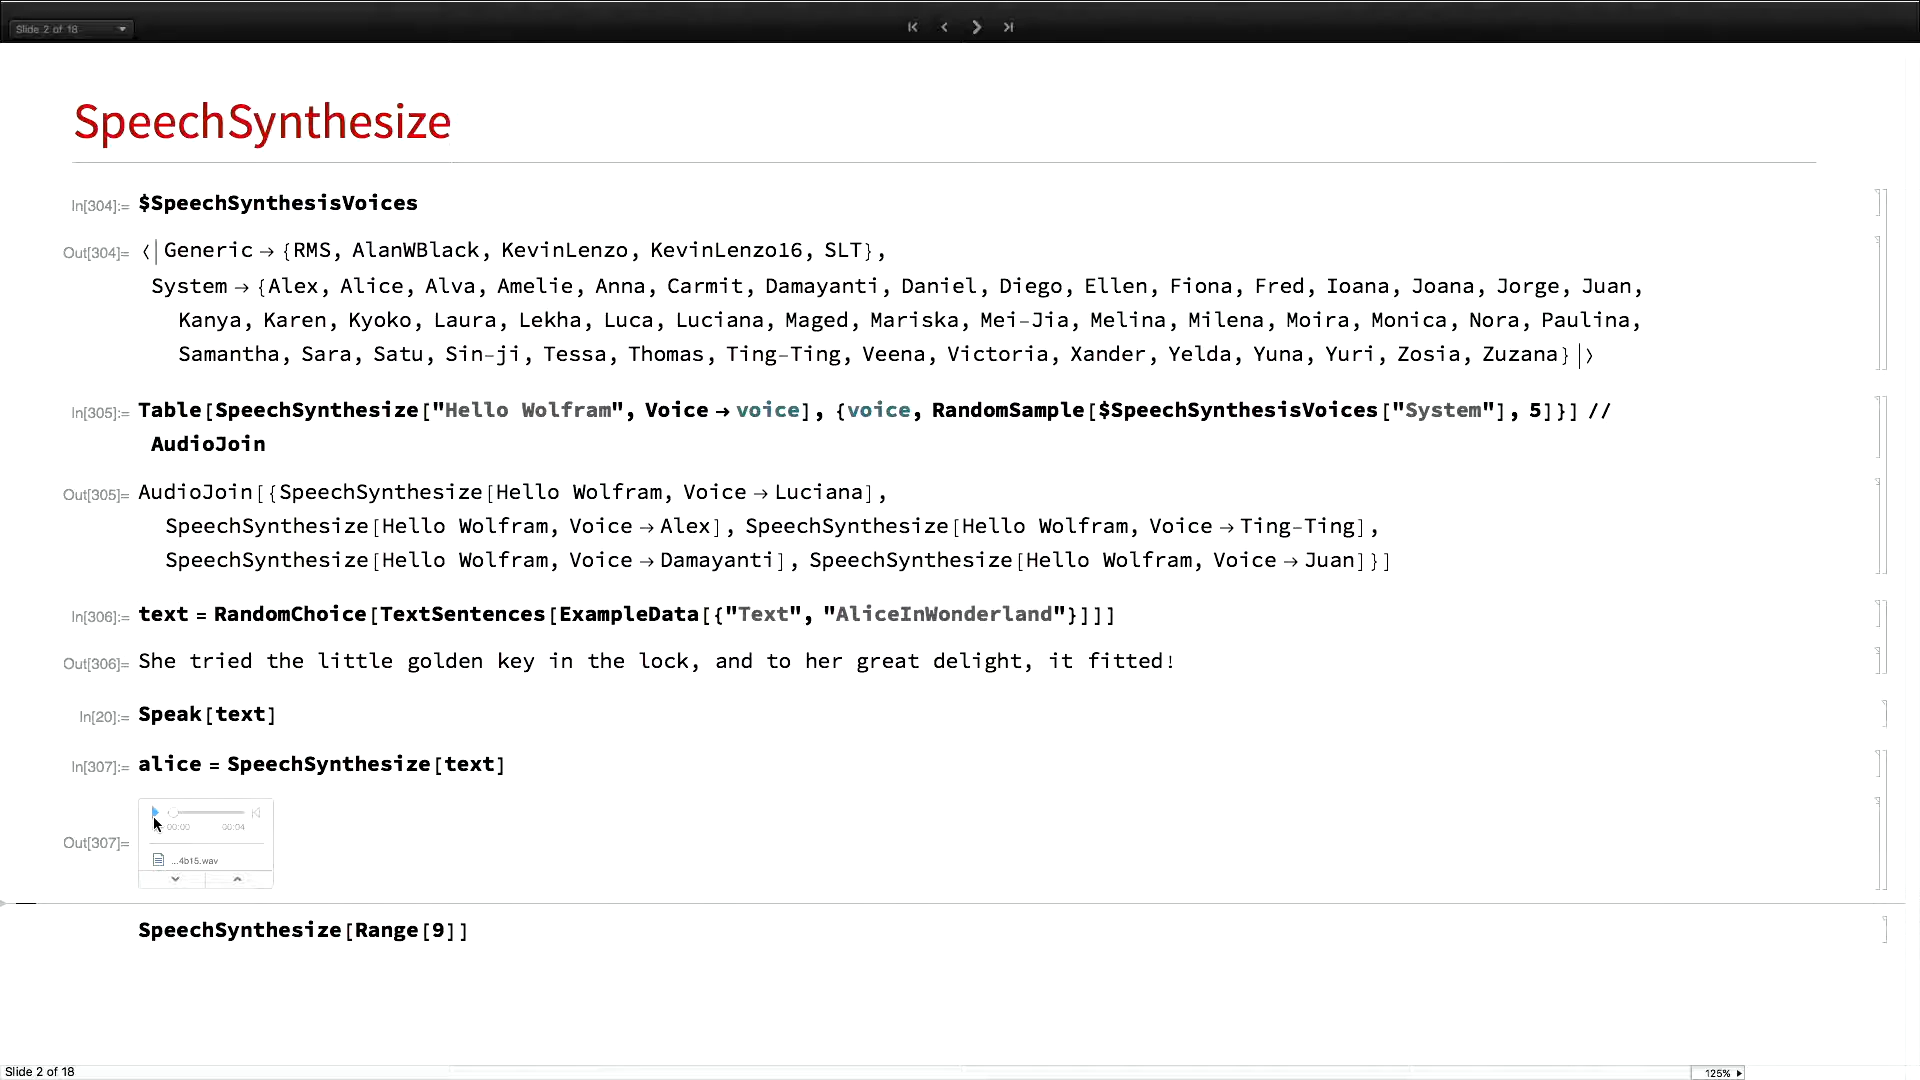 Slide 2 of 18
SpeechSynthesize
In[304]:= $SpeechSynthesisVoices
Out[304]= <|Generic → {RMS, AlanWBlack, KevinLenzo, KevinLenzo16, SLT},
System → {Alex, Alice, Alva, Amelie, Anna, Carmit, Damayanti, Daniel, Diego, Ellen, Fiona, Fred, Ioana, Joana, Jorge, Juan,
Kanya, Karen, Kyoko, Laura, Lekha, Luca, Luciana, Maged, Mariska, Mei-Jia, Melina, Milena, Moira, Monica, Nora, Paulina,
Samantha, Sara, Satu, Sin-ji, Tessa, Thomas, Ting-Ting, Veena, Victoria, Xander, Yelda, Yuna, Yuri, Zosia, Zuzana}|>
In[305]:= Table[SpeechSynthesize["Hello Wolfram", Voice → voice], {voice, RandomSample[$SpeechSynthesisVoices["System"], 5]}] //
AudioJoin
Out[305]= AudioJoin[{SpeechSynthesize[Hello Wolfram, Voice → Luciana],
SpeechSynthesize[Hello Wolfram, Voice → Alex], SpeechSynthesize[Hello Wolfram, Voice → Ting-Ting],
SpeechSynthesize[Hello Wolfram, Voice → Damayanti], SpeechSynthesize[Hello Wolfram, Voice → Juan]}]
In[306]:= text = RandomChoice[TextSentences[ExampleData[{"Text", "AliceInWonderland"}]]]
Out[306]= She tried the little golden key in the lock, and to her great delight, it fitted!
In[20]:= Speak[text]
In[307]:= alice = SpeechSynthesize[text]
00:00 00:04
Out[307]=
...4b15.wav
SpeechSynthesize[Range[9]]
Slide 2 of 18
125%